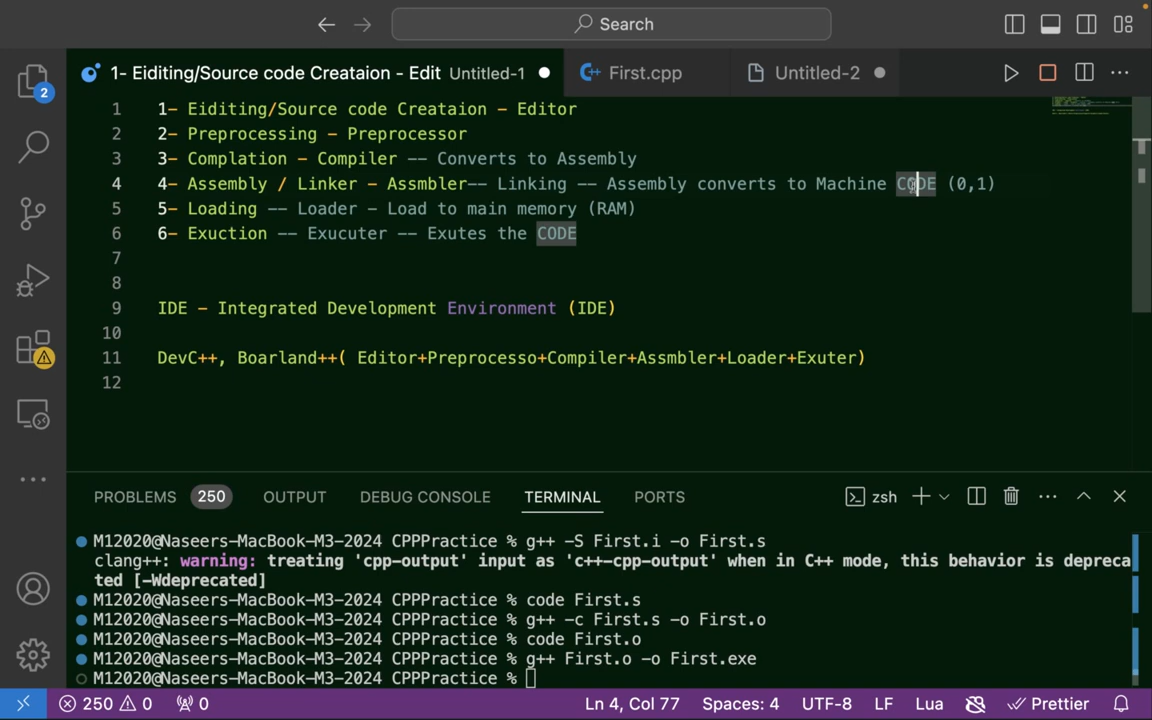 Search
1- Eiditing/Source code Creataion - Edit Untitled-1
First.cpp
Untitled-2
1 1- Eiditing/Source code Creataion - Editor
2 2- Preprocessing - Preprocessor
3 3- Complation - Compiler -- Converts to Assembly
4 4- Assembly / Linker - Assmbler-- Linking -- Assembly converts to Machine CODE (0,1)
5 5- Loading -- Loader - Load to main memory (RAM)
6 6- Exuction -- Exucuter -- Exutes the CODE
7
8
9 IDE - Integrated Development Environment (IDE)
10
11 DevC++, Boarland++( Editor+Preprocesso+Compiler+Assmbler+Loader+Exuter)
12
2
PROBLEMS 250 OUTPUT DEBUG CONSOLE TERMINAL PORTS zsh
M12020@Naseers-MacBook-M3-2024 CPPPractice % g++ -S First.i -o First.s
clang++: warning: treating 'cpp-output' input as 'c++-cpp-output' when in C++ mode, this behavior is depreca
ted [-Wdeprecated]
M12020@Naseers-MacBook-M3-2024 CPPPractice % code First.s
M12020@Naseers-MacBook-M3-2024 CPPPractice % g++ -c First.s -o First.o
M12020@Naseers-MacBook-M3-2024 CPPPractice % code First.o
M12020@Naseers-MacBook-M3-2024 CPPPractice % g++ First.o -o First.exe
M12020@Naseers-MacBook-M3-2024 CPPPractice %
250 0 0 Ln 4, Col 77 Spaces: 4 UTF-8 LF Lua Prettier